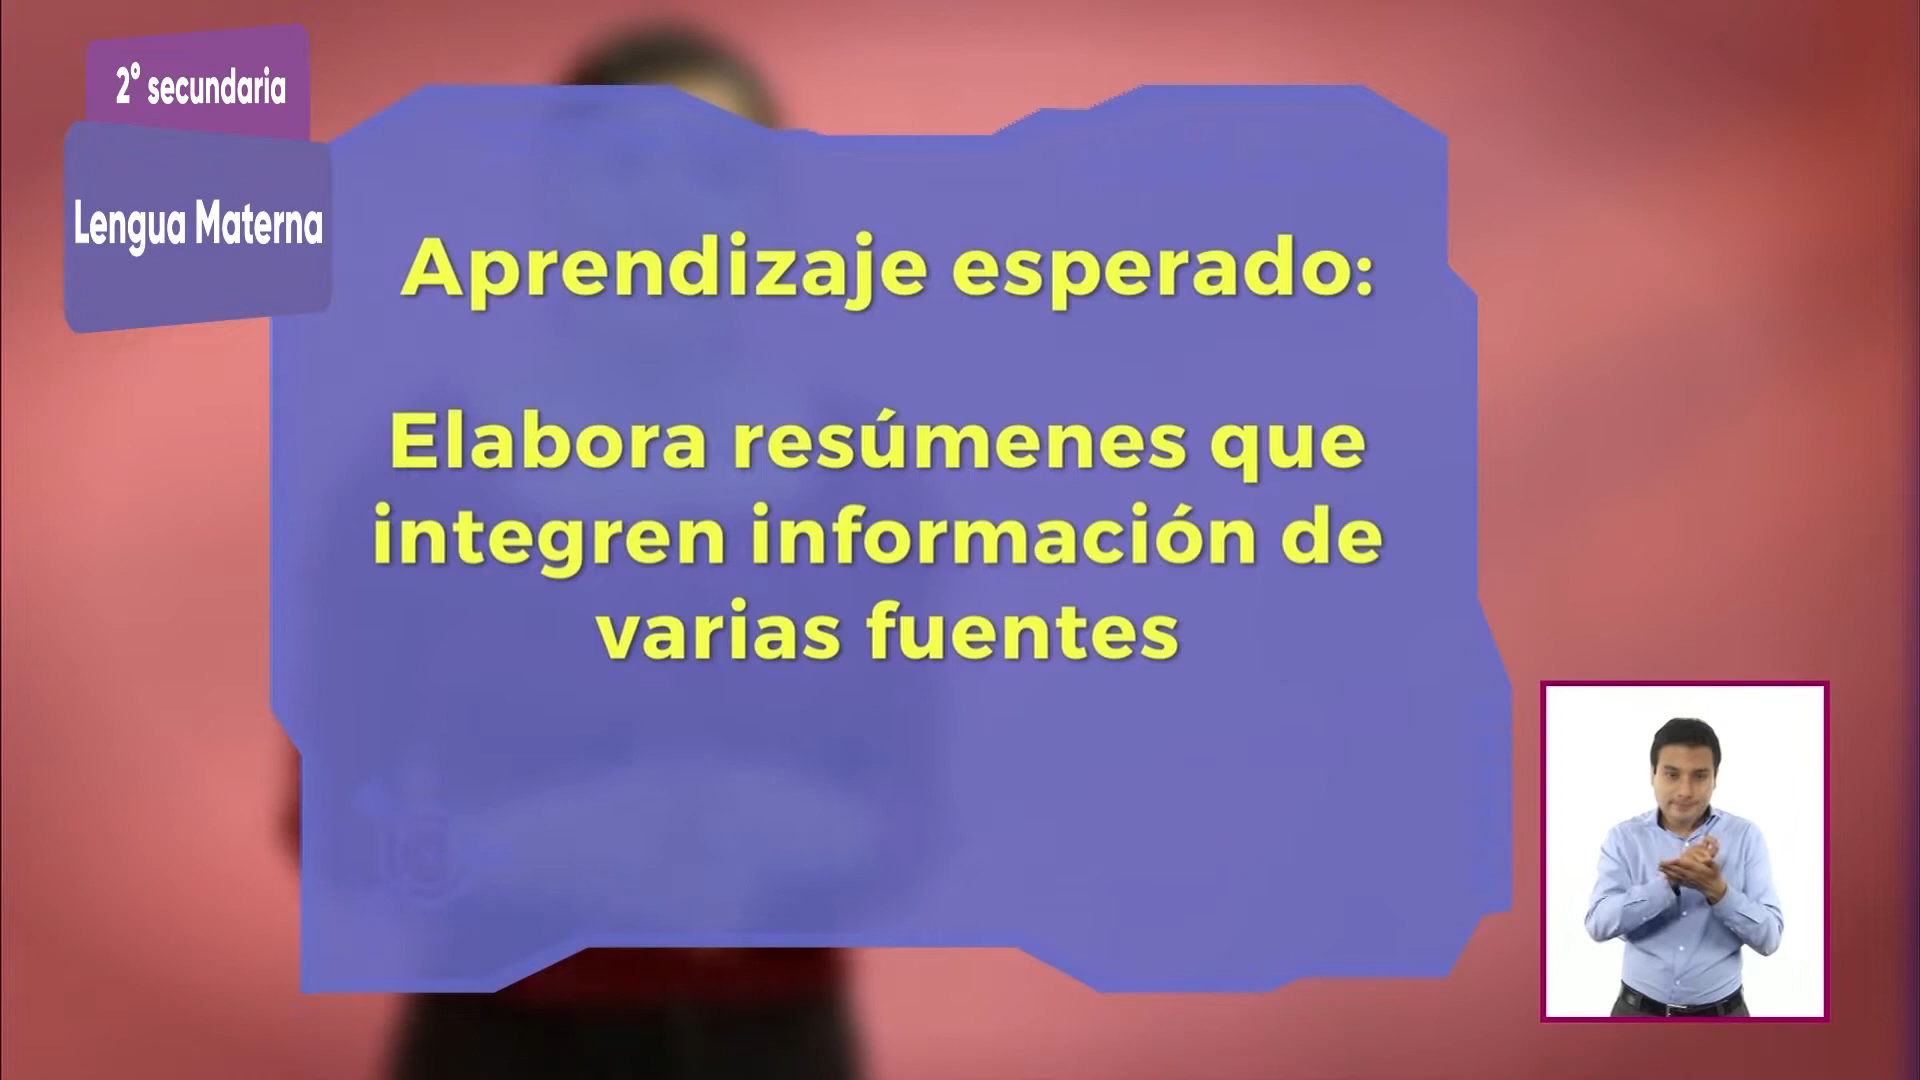 2° secundaria
Lengua Materna
Aprendizaje esperado:
Elabora resúmenes que
integren información de
varias fuentes